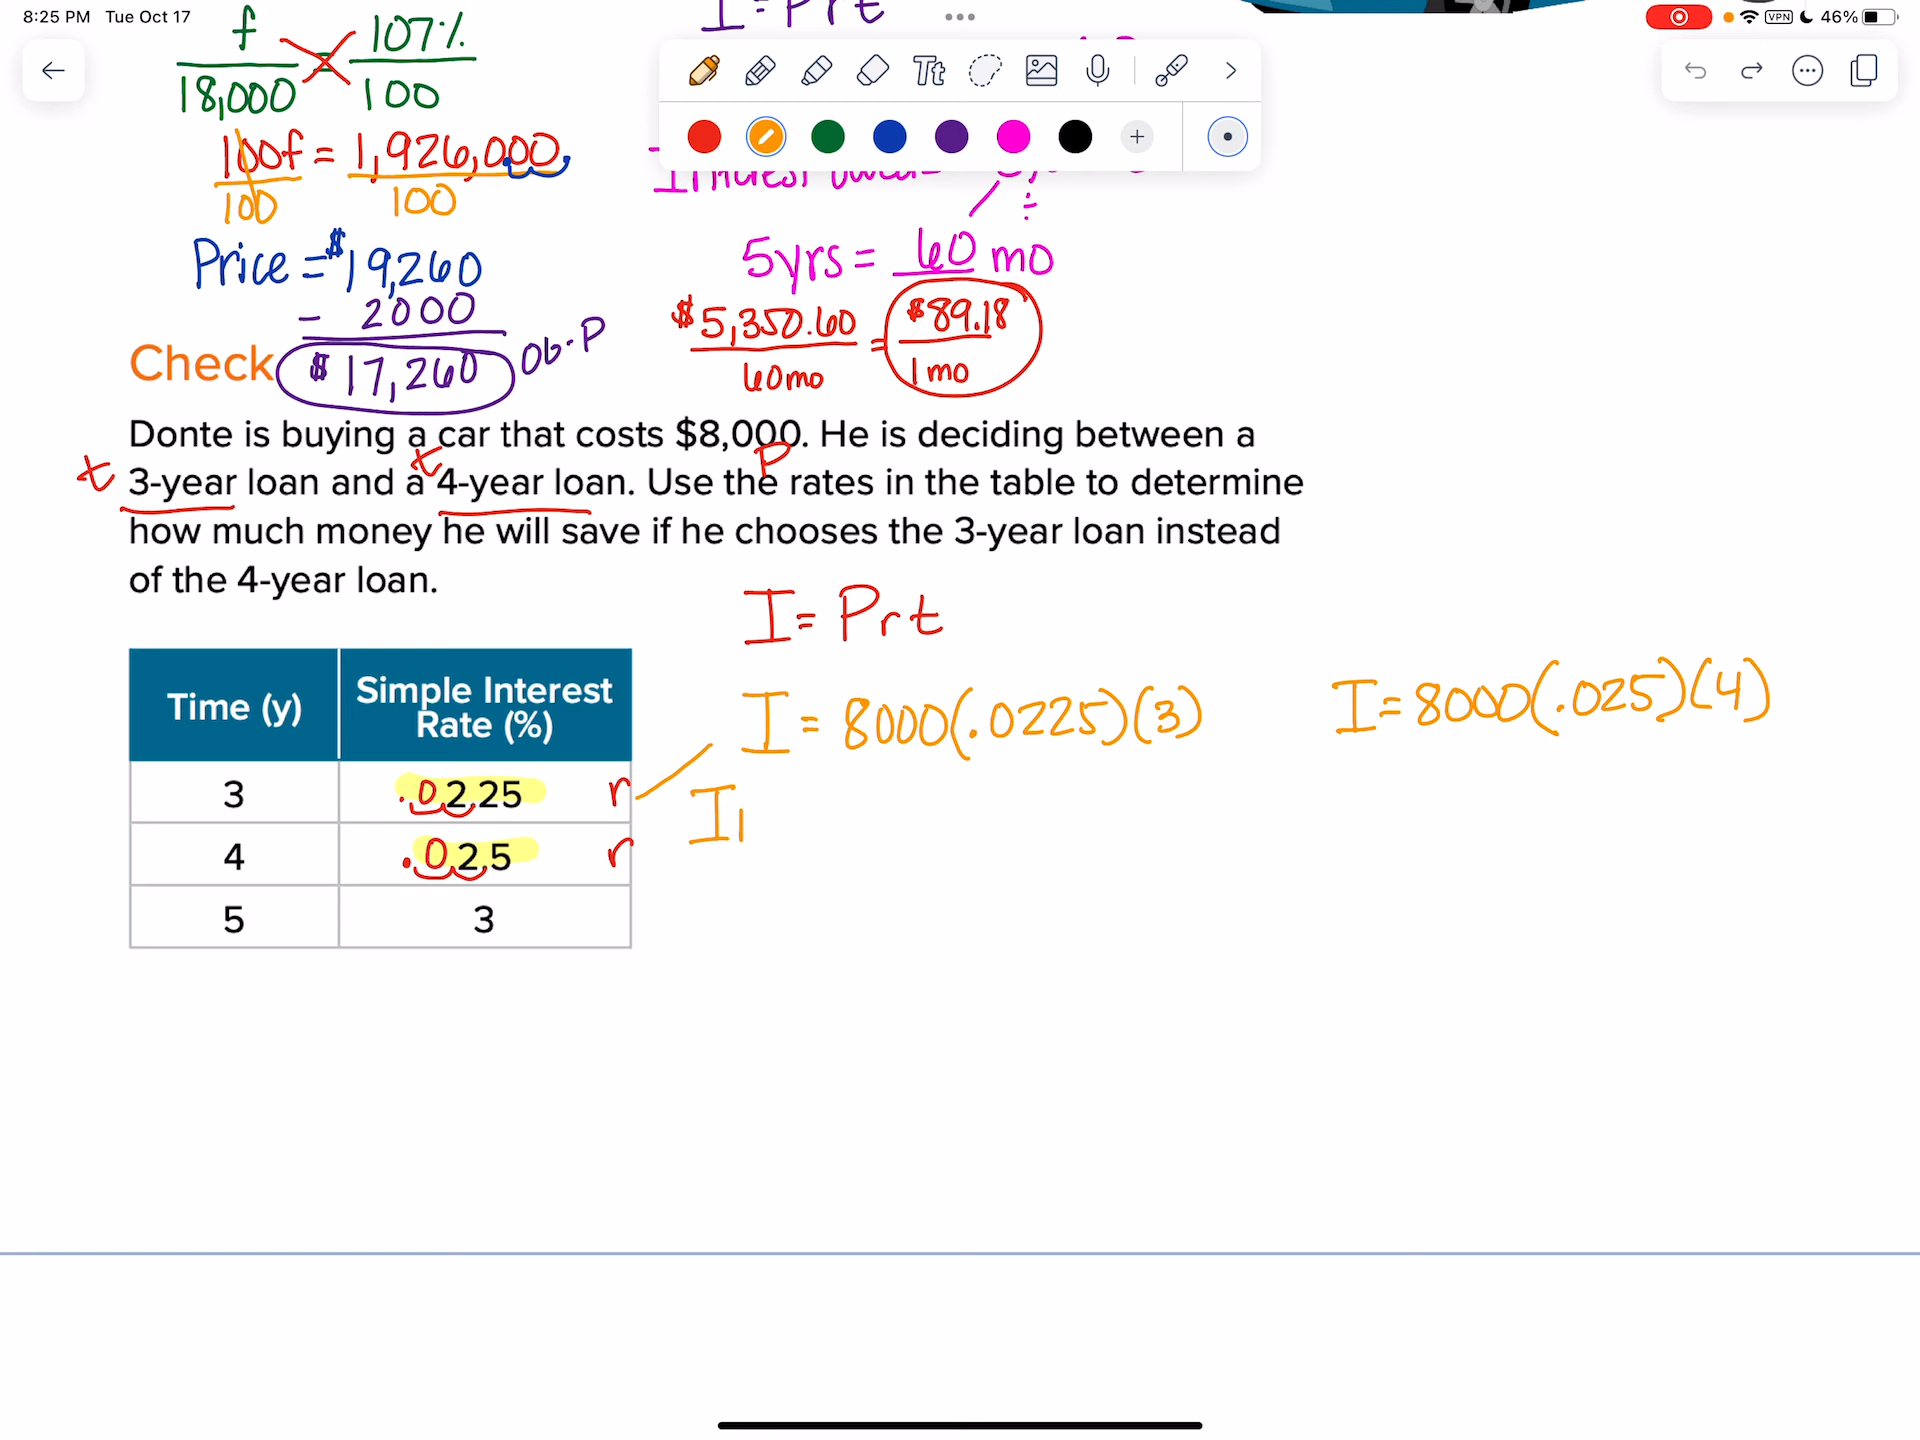 8:25 PM Tue Oct 17
VPN 46%
I = Prt
f/18,000 = 107%/100
Tt
100f = 1,926,000
100 100
Price = $19,260
- 2000
$17,260 Ob.P
5yrs = 60 mo
$5,350.60/60mo = $89.18/1mo
Check
Donte is buying a car that costs $8,000. He is deciding between a
P
t t
3-year loan and a 4-year loan. Use the rates in the table to determine
how much money he will save if he chooses the 3-year loan instead
of the 4-year loan.
I = Prt
Time (y) Simple Interest Rate (%)
3 .02.25 r
4 .02.5 r
5 3
I = 8000(.0225)(3)
I = 8000(.025)(4)